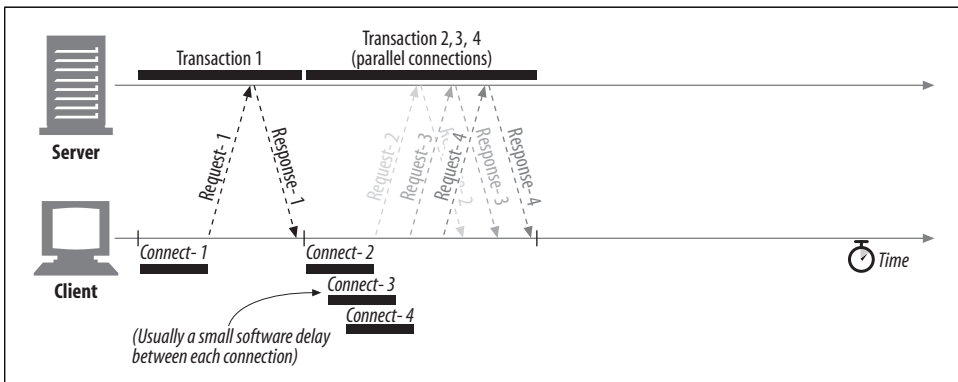 Transaction 1
Transaction 2, 3, 4
(parallel connections)
Server
Request- 1
Response- 1
Request- 2
Request- 3
Request- 4
Response- 3
Response- 4
Client
Connect- 1
Connect- 2
Connect- 3
Connect- 4
Time
(Usually a small software delay
between each connection)